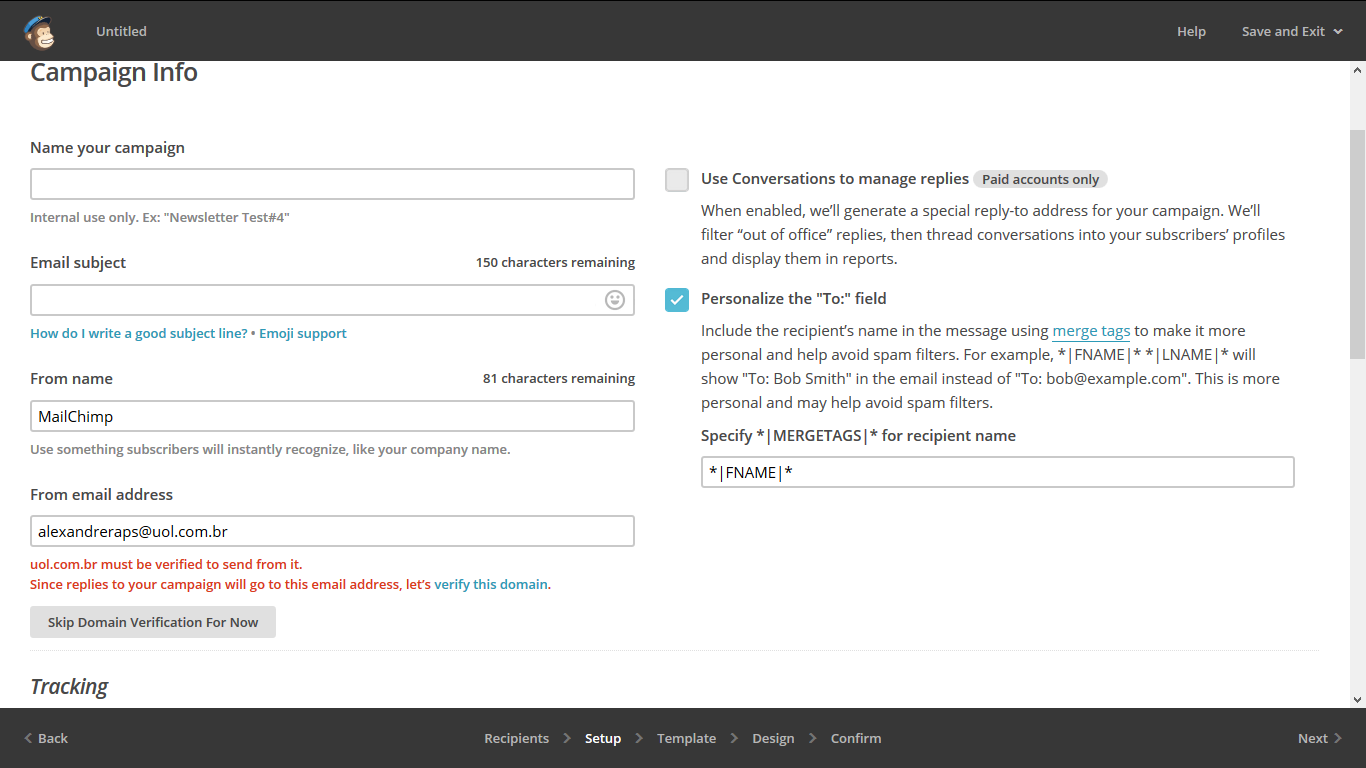 Untitled
Help
Save and Exit
Campaign Info
Name your campaign
Internal use only. Ex: "Newsletter Test#4"
Email subject
150 characters remaining
How do I write a good subject line? • Emoji support
From name
81 characters remaining
MailChimp
Use something subscribers will instantly recognize, like your company name.
From email address
alexandreraps@uol.com.br
uol.com.br must be verified to send from it.
Since replies to your campaign will go to this email address, let’s verify this domain.
Skip Domain Verification For Now
Use Conversations to manage replies Paid accounts only
When enabled, we’ll generate a special reply-to address for your campaign. We’ll
filter “out of office” replies, then thread conversations into your subscribers’ profiles
and display them in reports.
Personalize the "To:" field
Include the recipient’s name in the message using merge tags to make it more
personal and help avoid spam filters. For example, *|FNAME|* *|LNAME|* will
show "To: Bob Smith" in the email instead of "To: bob@example.com". This is more
personal and may help avoid spam filters.
Specify *|MERGETAGS|* for recipient name
*|FNAME|*
Tracking
Back
Recipients
Setup
Template
Design
Confirm
Next